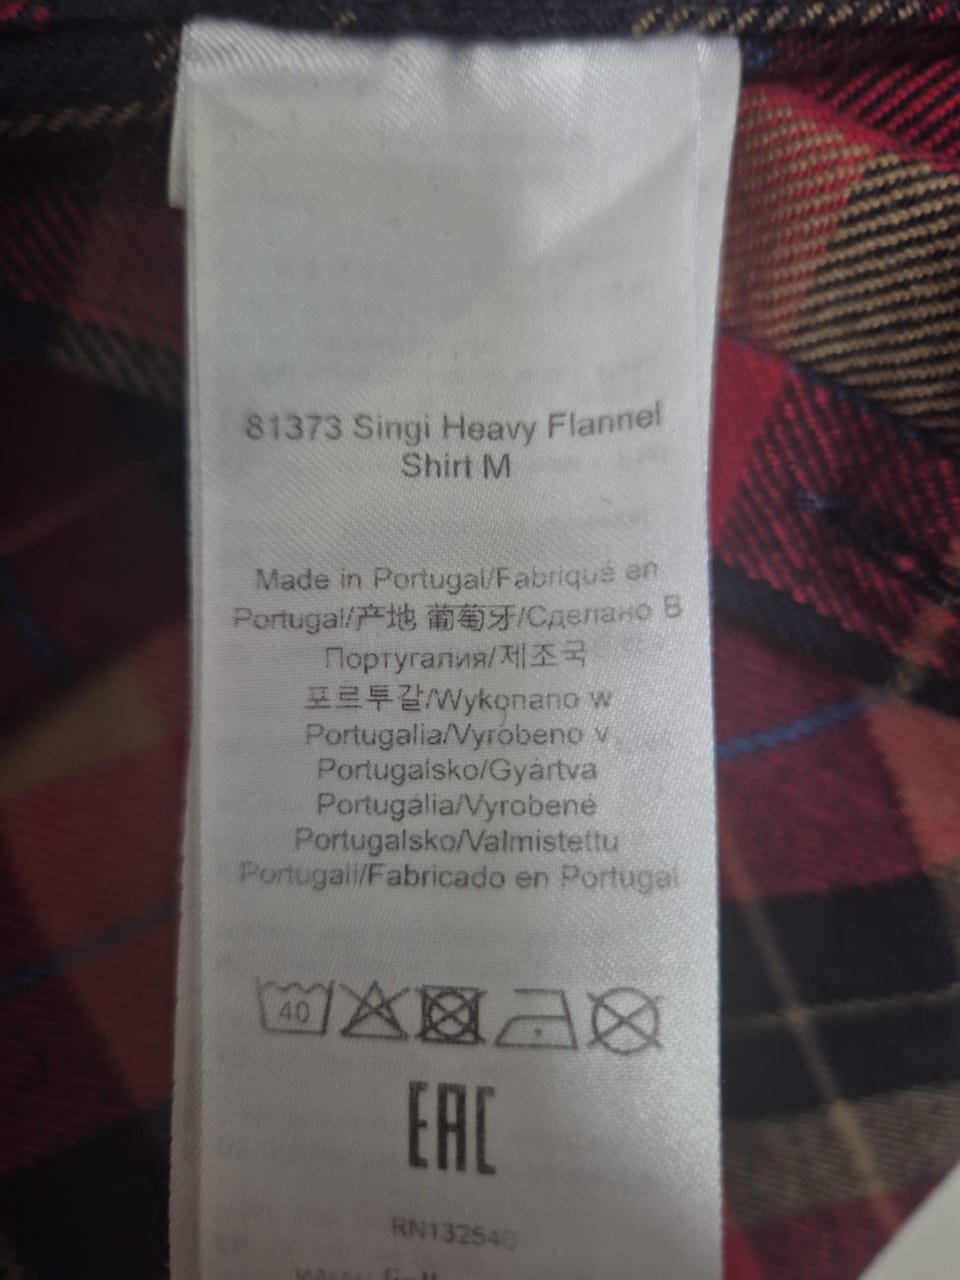 81373 Singi Heavy Flannel
Shirt M
Made in Portugal/Fabriqué en
Portugal/产地 葡萄牙/Сделано В
Португалия/제조국
포르투갈/Wykonano w
Portugalia/Vyrobeno v
Portugalsko/Gyártva
Portugália/Vyrobené
Portugalsko/Valmistettu
Portugali/Fabricado en Portugal
40
EAC
RN132540